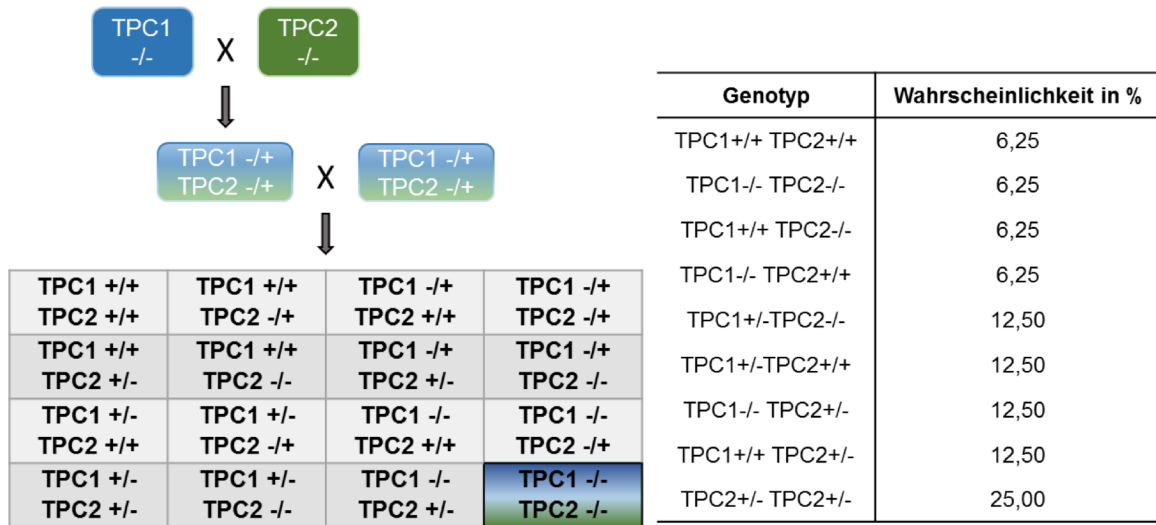 TPC1
-/-
X
TPC2
-/-
TPC1 -/+
TPC2 -/+
X
TPC1 -/+
TPC2 -/+
TPC1 +/+ TPC1 +/+ TPC1 -/+ TPC1 -/+
TPC2 +/+ TPC2 -/+ TPC2 +/+ TPC2 -/+
TPC1 +/+ TPC1 +/+ TPC1 -/+ TPC1 -/+
TPC2 +/- TPC2 -/- TPC2 +/- TPC2 -/-
TPC1 +/- TPC1 +/- TPC1 -/- TPC1 -/-
TPC2 +/+ TPC2 -/+ TPC2 +/+ TPC2 -/+
TPC1 +/- TPC1 +/- TPC1 -/- TPC1 -/-
TPC2 +/- TPC2 -/- TPC2 +/- TPC2 -/-
Genotyp Wahrscheinlichkeit in %
TPC1+/+ TPC2+/+ 6,25
TPC1-/- TPC2-/- 6,25
TPC1+/+ TPC2-/- 6,25
TPC1-/- TPC2+/+ 6,25
TPC1+/-TPC2-/- 12,50
TPC1+/-TPC2+/+ 12,50
TPC1-/- TPC2+/- 12,50
TPC1+/+ TPC2+/- 12,50
TPC2+/- TPC2+/- 25,00